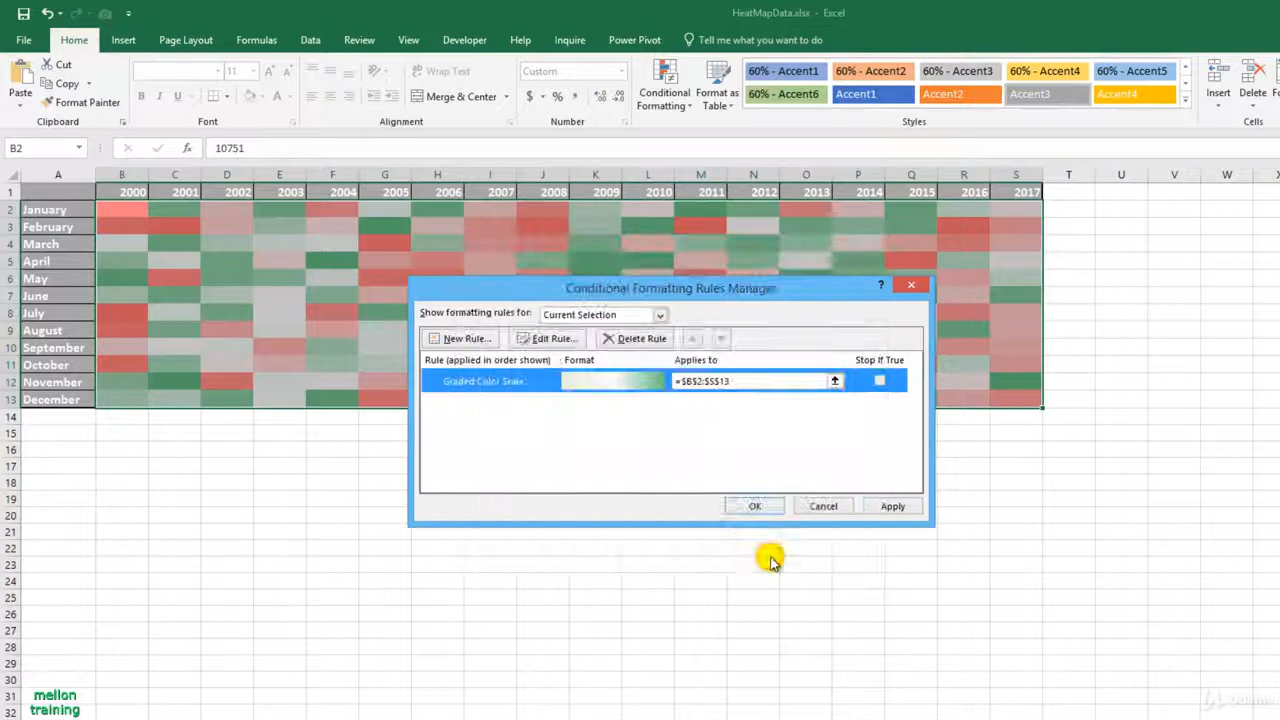 HeatMapData.xlsx - Excel
File Home Insert Page Layout Formulas Data Review View Developer Help Inquire Power Pivot Tell me what you want to do
Paste Cut Copy Format Painter Clipboard
11 Font
Wrap Text Merge & Center Alignment
Custom $ % Number
Conditional Formatting Format as Table
60% - Accent1 60% - Accent2 60% - Accent3 60% - Accent4 60% - Accent5
60% - Accent6 Accent1 Accent2 Accent3 Accent4
Styles
Insert Delete Cells
B2 fx 10751
A B C D E F G H I J K L M N O P Q R S T U V W X
1 2000 2001 2002 2003 2004 2005 2006 2007 2008 2009 2010 2011 2012 2013 2014 2015 2016 2017
2 January
3 February
4 March
5 April
6 May
7 June
8 July
9 August
10 September
11 October
12 November
13 December
14
15
16
17
18
19
20
21
22
23
24
25
26
27
28
29
30
31
32
Conditional Formatting Rules Manager ?
Show formatting rules for: Current Selection
New Rule... Edit Rule... Delete Rule
Rule (applied in order shown) Format Applies to Stop If True
Graded Color Scale =$B$2:$S$13
OK Cancel Apply
mellon
training